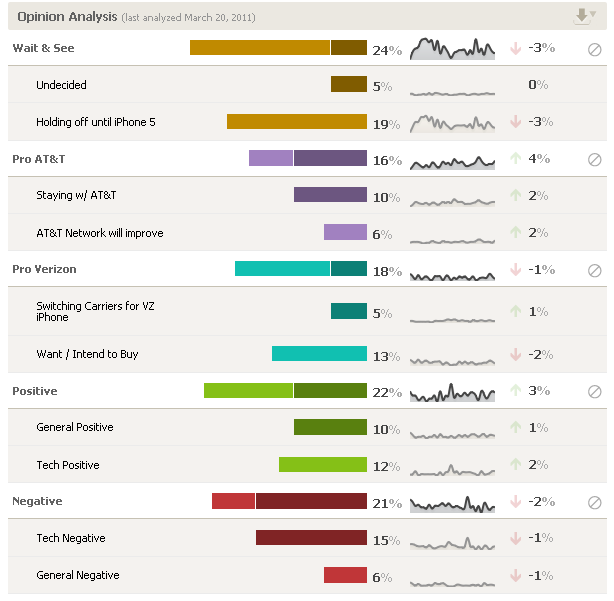 Opinion Analysis (last analyzed March 20, 2011)
Wait & See 24% -3%
Undecided 5% 0%
Holding off until iPhone 5 19% -3%
Pro AT&T 16% 4%
Staying w/ AT&T 10% 2%
AT&T Network will improve 6% 2%
Pro Verizon 18% -1%
Switching Carriers for VZ
iPhone 5% 1%
Want / Intend to Buy 13% -2%
Positive 22% 3%
General Positive 10% 1%
Tech Positive 12% 2%
Negative 21% -2%
Tech Negative 15% -1%
General Negative 6% -1%